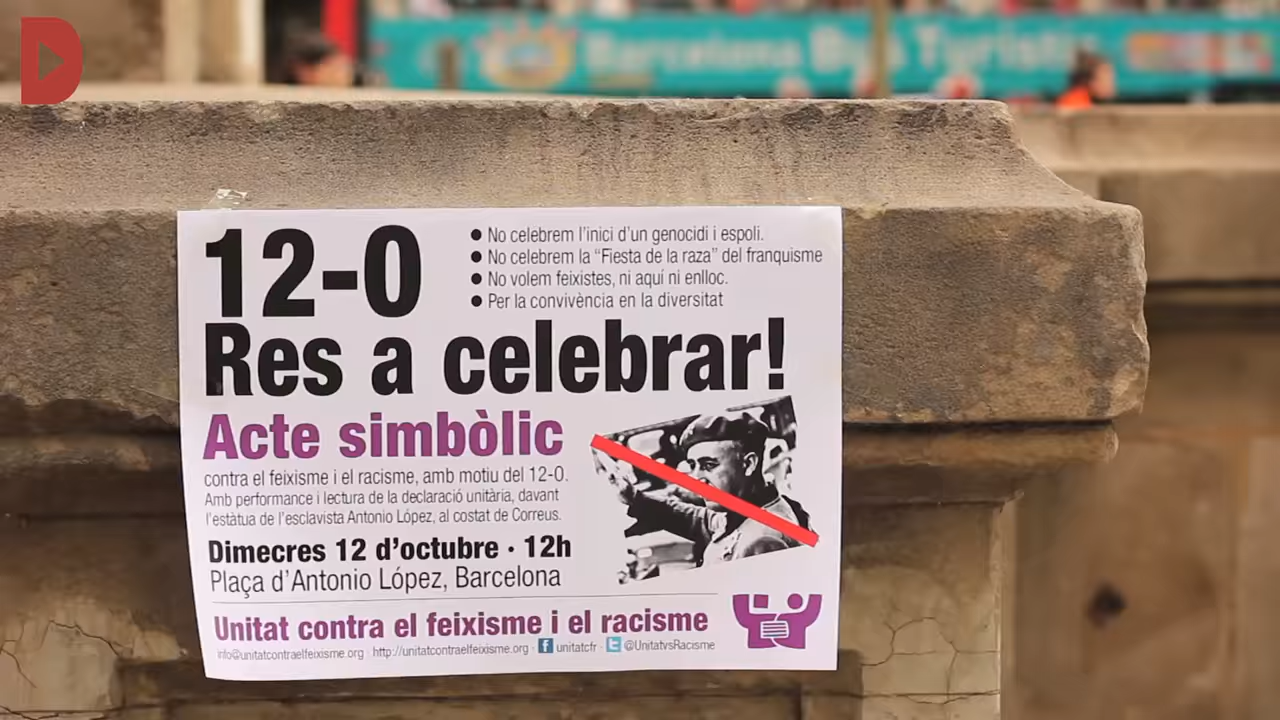 Barcelona Bus Turístic
12-O
• No celebrem l'inici d'un genocidi i espoli.
• No celebrem la “Fiesta de la raza” del franquisme
• No volem feixistes, ni aquí ni enlloc.
• Per la convivència en la diversitat
Res a celebrar!
Acte simbòlic
contra el feixisme i el racisme, amb motiu del 12-O.
Amb performance i lectura de la declaració unitària, davant
l'estàtua de l'esclavista Antonio López, al costat de Correus.
Dimecres 12 d'octubre · 12h
Plaça d'Antonio López, Barcelona
Unitat contra el feixisme i el racisme
info@unitatcontraelfeixisme.org · http://unitatcontraelfeixisme.org · f unitatcfr · t @UnitatvsRacisme